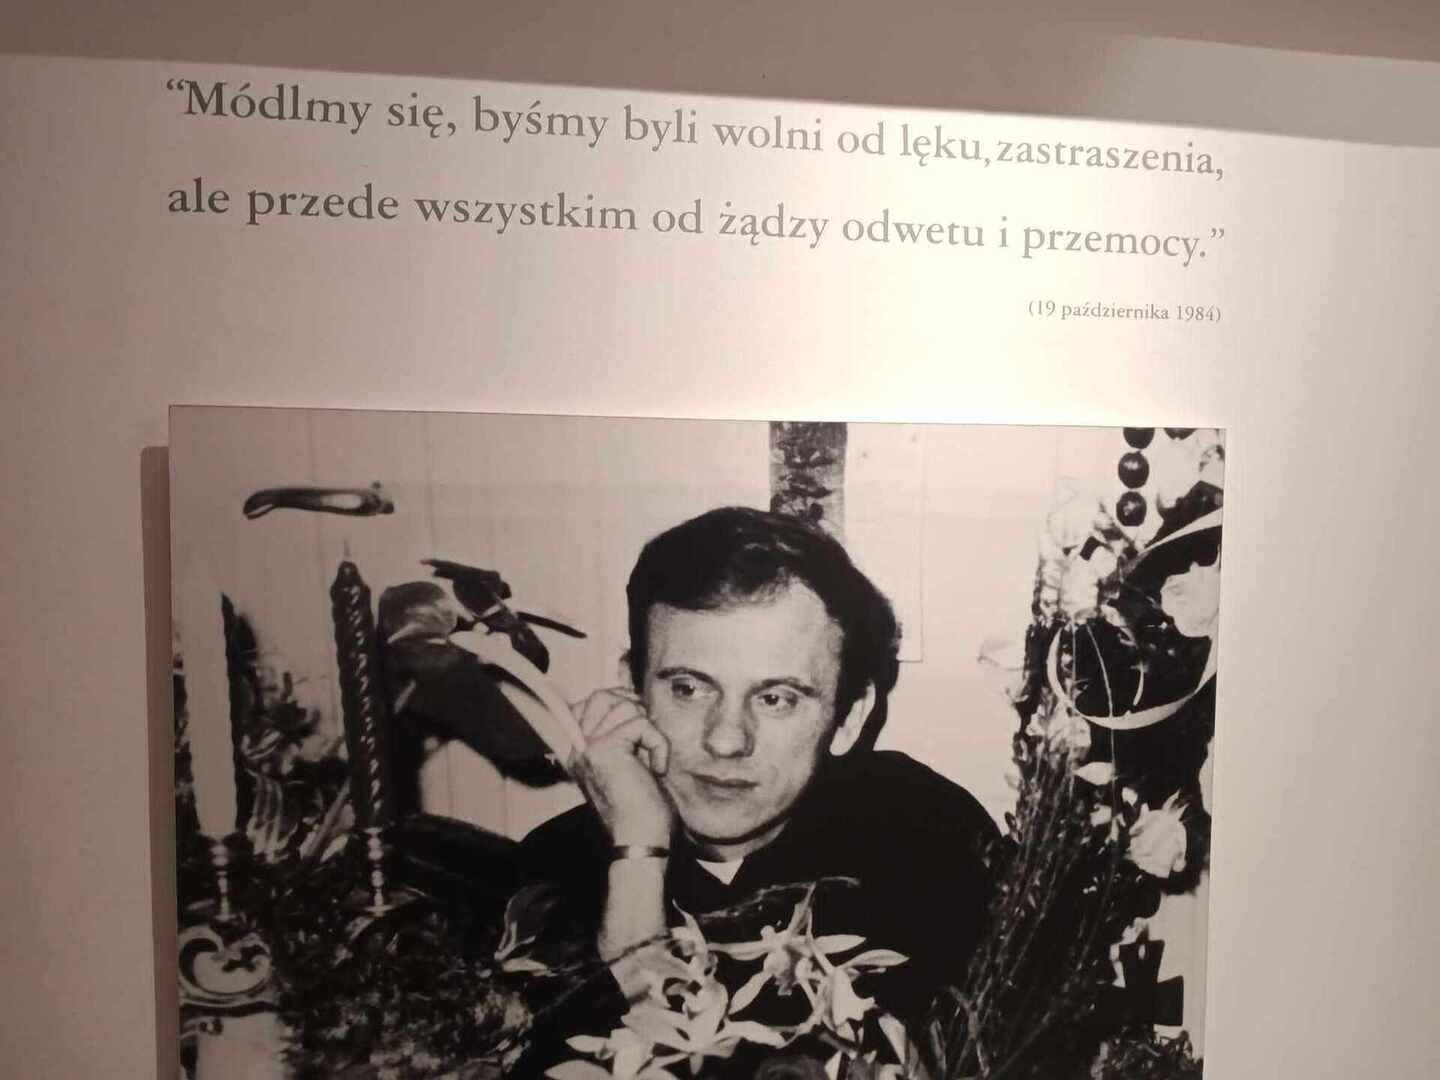 “Módlmy się, byśmy byli wolni od lęku, zastraszenia,
ale przede wszystkim od żądzy odwetu i przemocy.”
(19 października 1984)